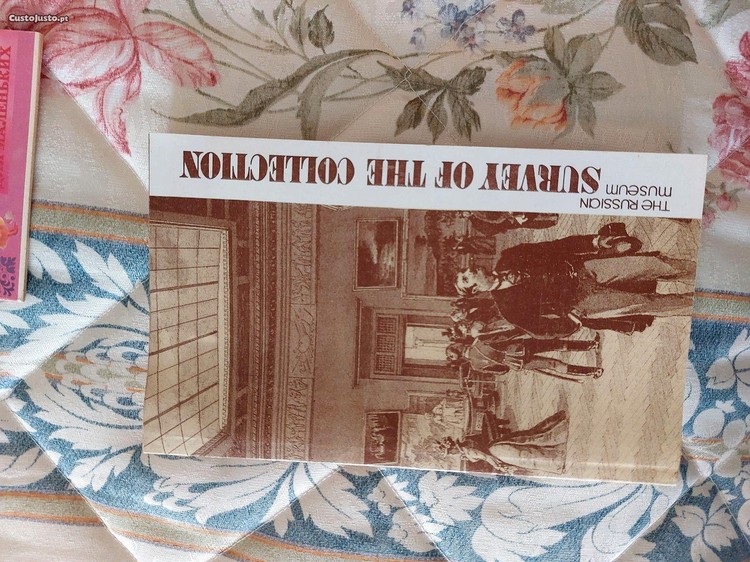 CustoJusto.pt
THE RUSSIAN
MUSEUM
SURVEY OF THE COLLECTION